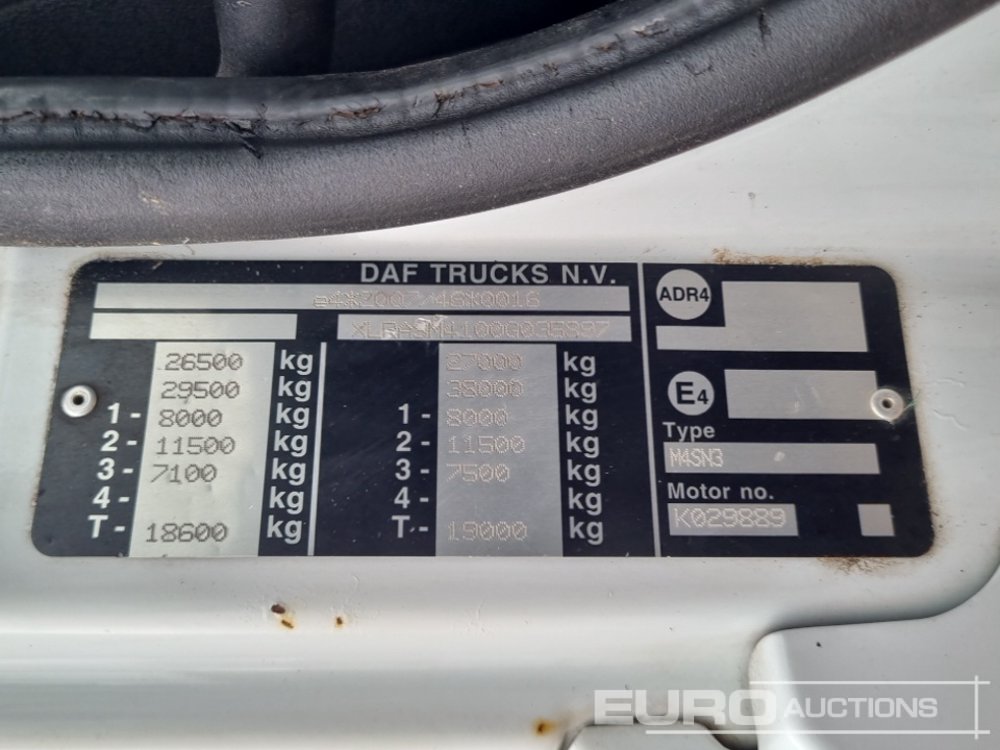 DAF TRUCKS N.V.
e4*2007/46*0016
XLRASM4100G035897
26500 kg 27000 kg
29500 kg 38000 kg
1- 8000 kg 1- 8000 kg
2- 11500 kg 2- 11500 kg
3- 7100 kg 3- 7500 kg
4- kg 4- kg
T- 18600 kg T- 19000 kg
ADR4
E4
Type
M4SN3
Motor no.
K029889
EURO AUCTIONS